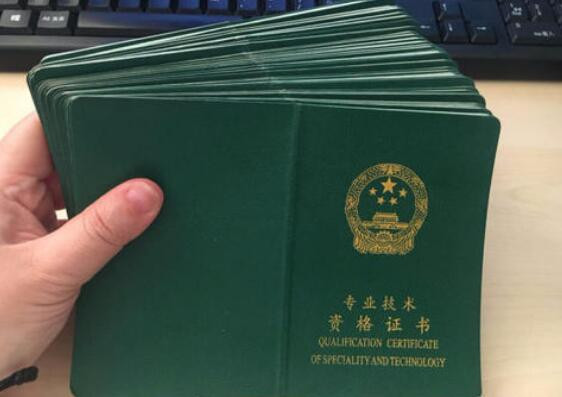 专业技术
资格证书
QUALIFICATION CERTIFICATE
OF SPECIALITY AND TECHNOLOGY